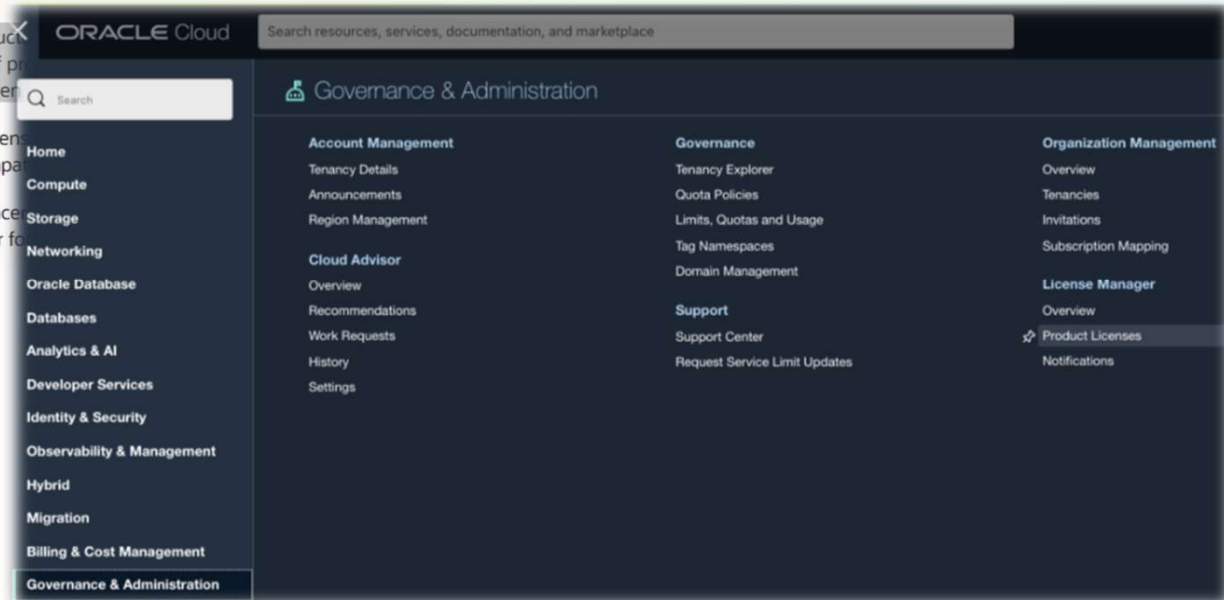 ORACLE Cloud
Search resources, services, documentation, and marketplace
Search
Home
Compute
Storage
Networking
Oracle Database
Databases
Analytics & AI
Developer Services
Identity & Security
Observability & Management
Hybrid
Migration
Billing & Cost Management
Governance & Administration
Governance & Administration
Account Management
Tenancy Details
Announcements
Region Management
Cloud Advisor
Overview
Recommendations
Work Requests
History
Settings
Governance
Tenancy Explorer
Quota Policies
Limits, Quotas and Usage
Tag Namespaces
Domain Management
Support
Support Center
Request Service Limit Updates
Organization Management
Overview
Tenancies
Invitations
Subscription Mapping
License Manager
Overview
Product Licenses
Notifications